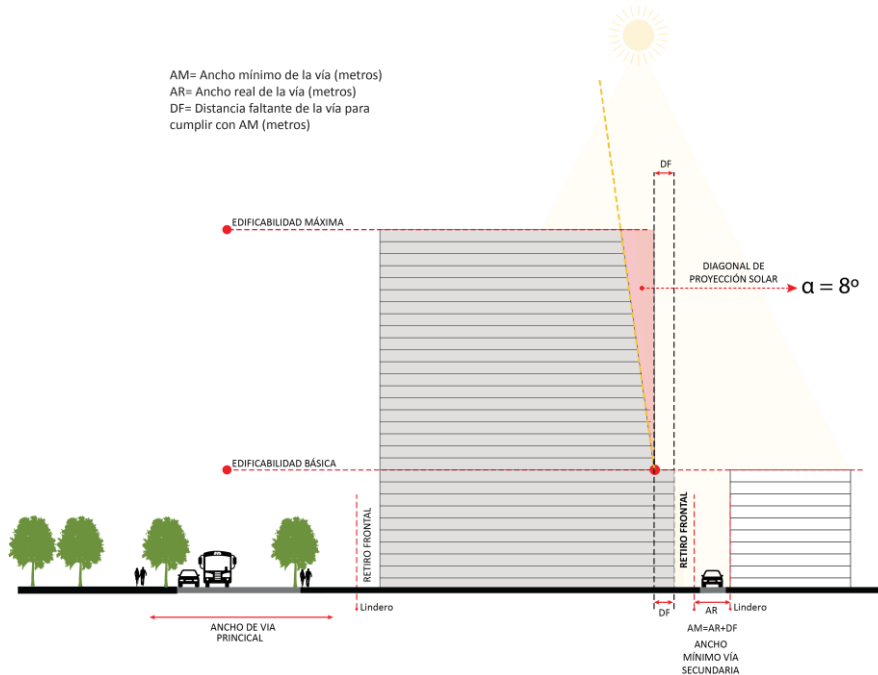 AM= Ancho mínimo de la vía (metros)
AR= Ancho real de la vía (metros)
DF= Distancia faltante de la vía para
cumplir con AM (metros)
DF
EDIFICABILIDAD MÁXIMA
DIAGONAL DE
PROYECCIÓN SOLAR
α = 8º
EDIFICABILIDAD BÁSICA
RETIRO FRONTAL
RETIRO FRONTAL
Lindero
DF
AR
Lindero
ANCHO DE VIA
PRINCICAL
AM=AR+DF
ANCHO
MÍNIMO VÍA
SECUNDARIA